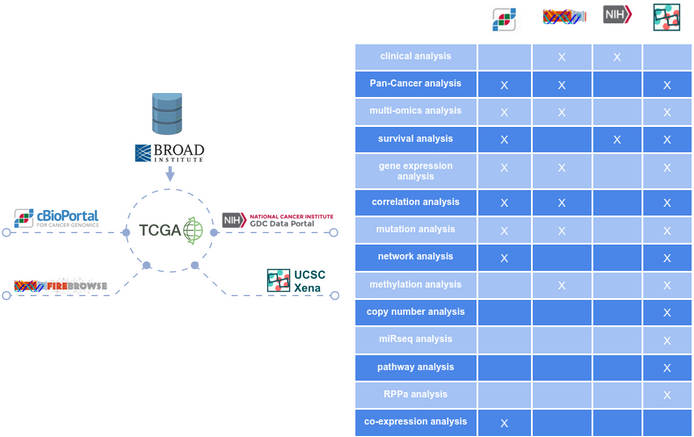 BROAD
INSTITUTE
TCGA
cBioPortal
FOR CANCER GENOMICS
NIH NATIONAL CANCER INSTITUTE
GDC Data Portal
FIREBROWSE
UCSC
Xena
NIH
clinical analysis X X
Pan-Cancer analysis X X X
multi-omics analysis X X X
survival analysis X X X
gene expression
analysis X X X
correlation analysis X X X
mutation analysis X X X
network analysis X X
methylation analysis X X
copy number analysis X
miRseq analysis X
pathway analysis X
RPPa analysis X
co-expression analysis X